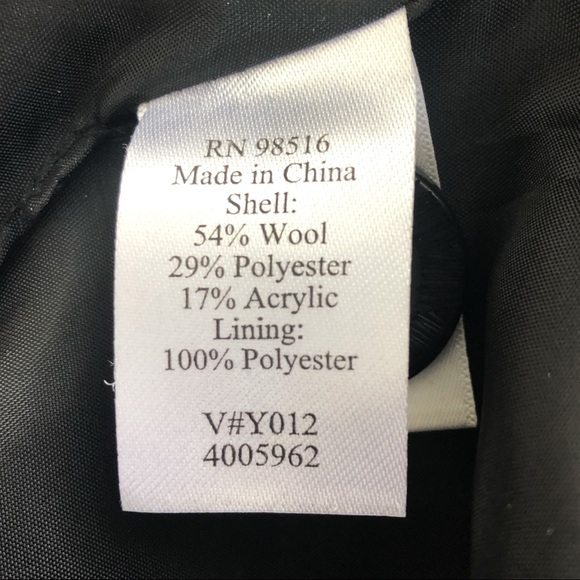 RN 98516
Made in China
Shell:
54% Wool
29% Polyester
17% Acrylic
Lining:
100% Polyester
V#Y012
4005962